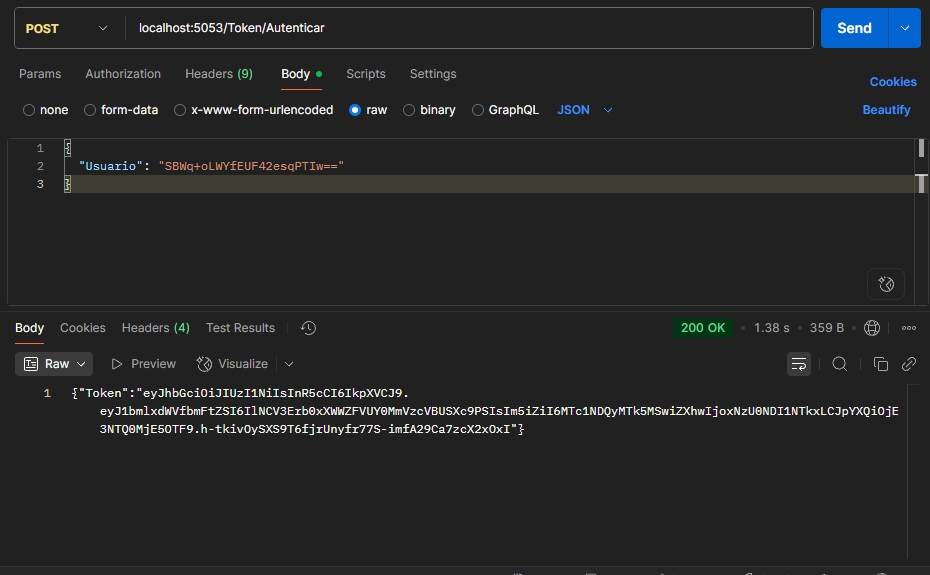 POST localhost:5053/Token/Autenticar Send
Params Authorization Headers (9) Body Scripts Settings Cookies
none form-data x-www-form-urlencoded raw binary GraphQL JSON Beautify
1 {
2 "Usuario": "SBWq+oLWYfEUF42esqPTIw=="
3 }
Body Cookies Headers (4) Test Results 200 OK • 1.38 s • 359 B •
Raw Preview Visualize
1 {"Token":"eyJhbGciOiJIUzI1NiIsInR5cCI6IkpXVCJ9.
eyJ1bmlxdWVfbmFtZSI6IlNCV3Erb0xXWWZFVUY0MmVzcVBUSXc9PSIsIm5iZiI6MTc1NDQyMTk5MSwiZXhwIjoxNzU0NDI1NTkxLCJpYXQiOjE
3NTQ0MjE5OTF9.h-tkivOySXS9T6fjrUnyfr77S-imfA29Ca7zcX2xOxI"}